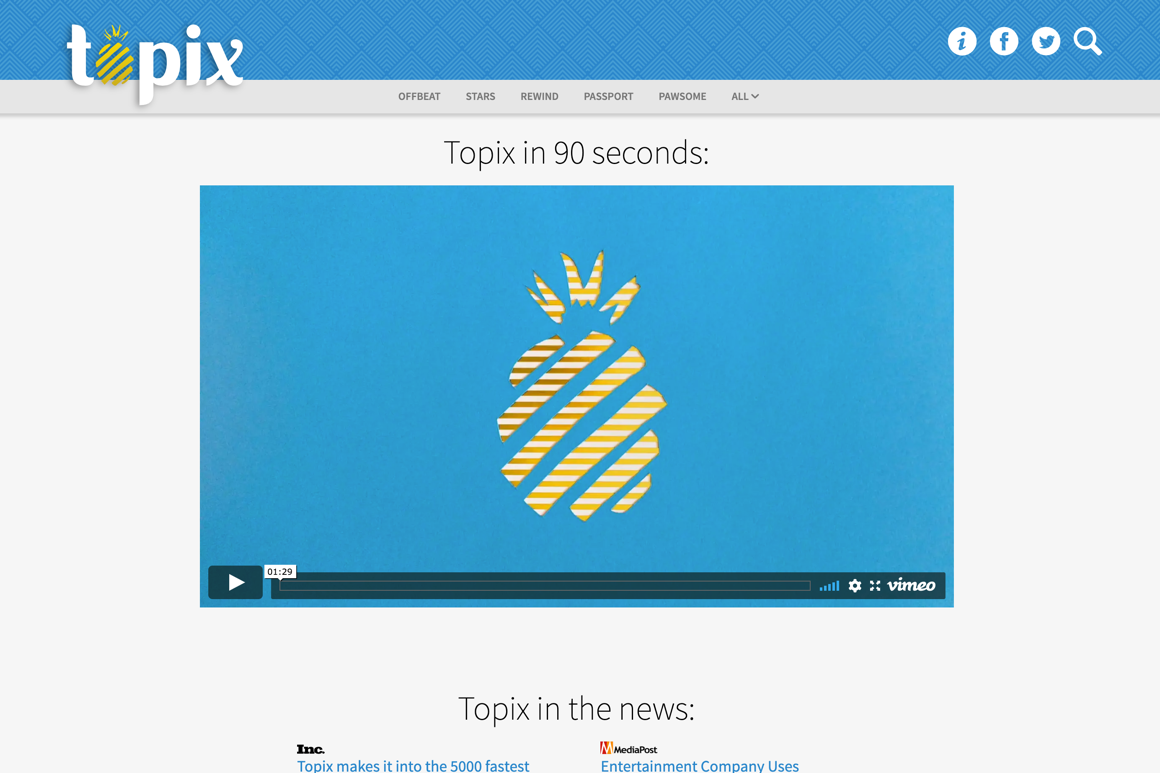 topix
OFFBEAT STARS REWIND PASSPORT PAWSOME ALL
Topix in 90 seconds:
01:29
vimeo
Topix in the news:
Inc.
Topix makes it into the 5000 fastest
MediaPost
Entertainment Company Uses